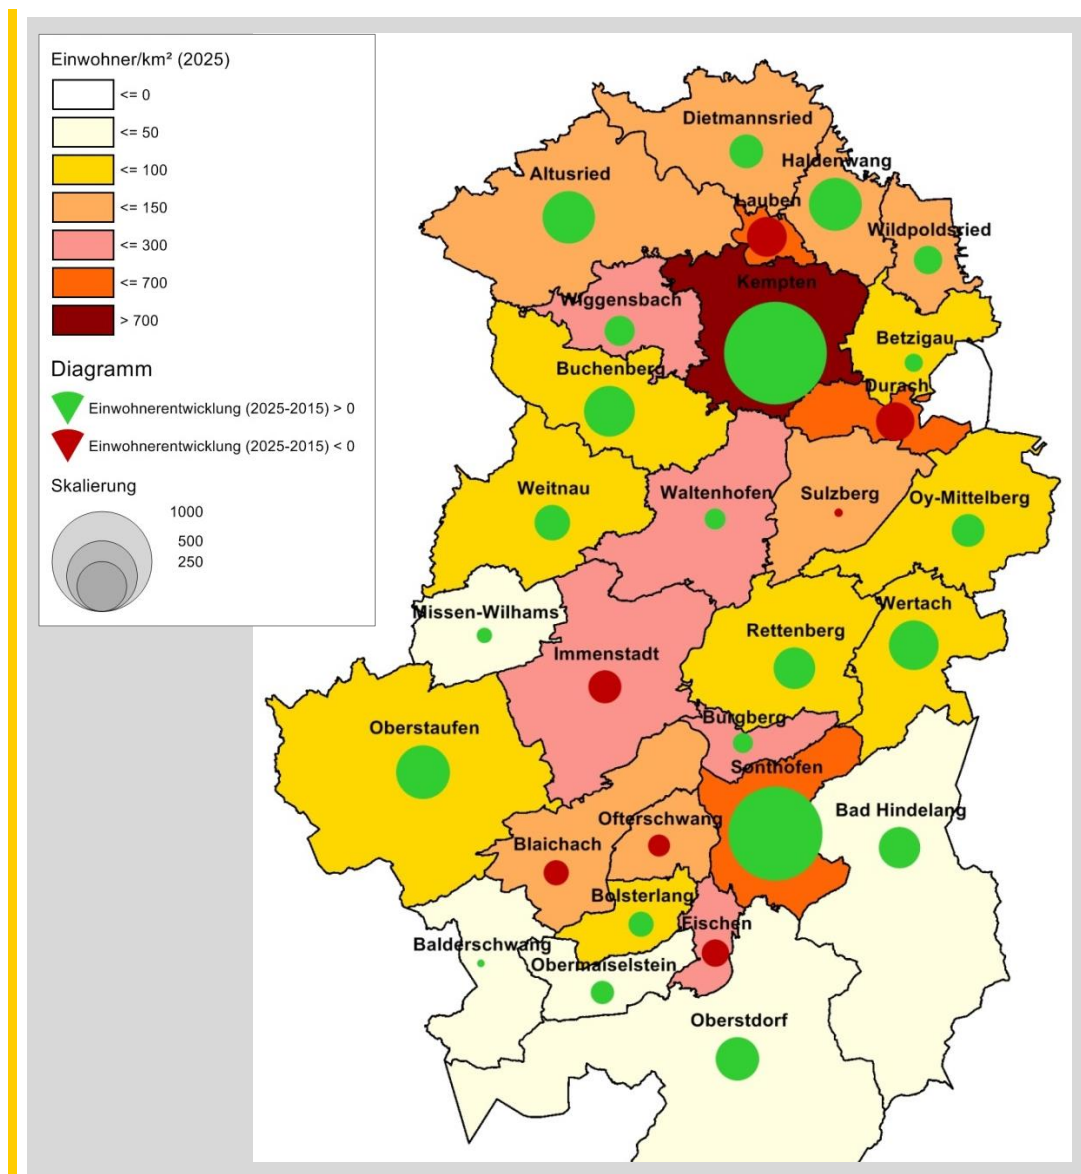 Einwohner/km² (2025)
<= 0
<= 50
<= 100
<= 150
<= 300
<= 700
> 700
Diagramm
Einwohnerentwicklung (2025-2015) > 0
Einwohnerentwicklung (2025-2015) < 0
Skalierung
1000
500
250
Dietmannsried
Haldenwang
Altusried
Lauben
Wildpoldsried
Kempten
Wiggensbach
Betzigau
Buchenberg
Durach
Weitnau
Waltenhofen
Sulzberg
Oy-Mittelberg
Missen-Wilhams
Wertach
Rettenberg
Immenstadt
Burgberg
Oberstaufen
Sonthofen
Bad Hindelang
Ofterschwang
Blaichach
Bolsterlang
Fischen
Balderschwang
Obermaiselstein
Oberstdorf